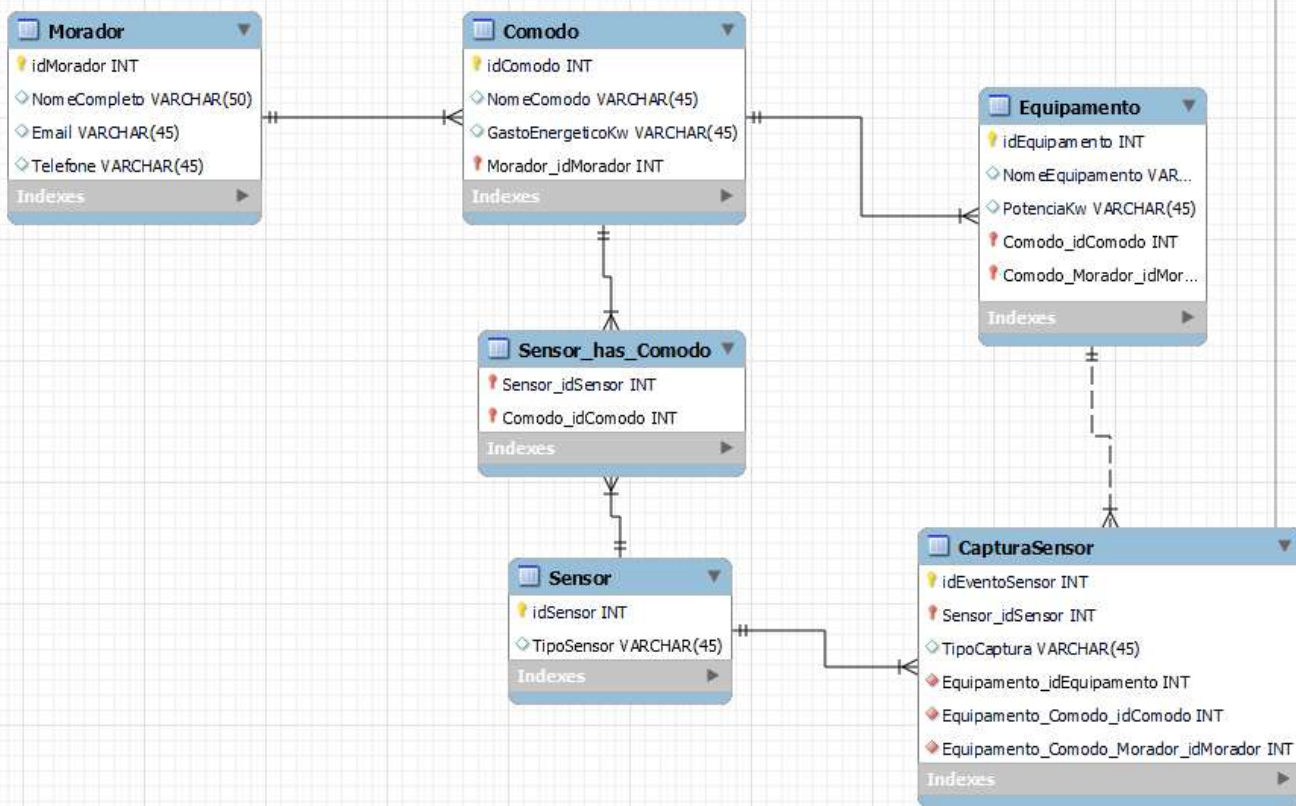 Morador
idMorador INT
NomeCompleto VARCHAR(50)
Email VARCHAR(45)
Telefone VARCHAR(45)
Indexes
Comodo
idComodo INT
NomeComodo VARCHAR(45)
GastoEnergeticoKw VARCHAR(45)
Morador_idMorador INT
Indexes
Equipamento
idEquipamento INT
NomeEquipamento VAR...
PotenciaKw VARCHAR(45)
Comodo_idComodo INT
Comodo_Morador_idMor...
Indexes
Sensor_has_Comodo
Sensor_idSensor INT
Comodo_idComodo INT
Indexes
Sensor
idSensor INT
TipoSensor VARCHAR(45)
Indexes
CapturaSensor
idEventoSensor INT
Sensor_idSensor INT
TipoCaptura VARCHAR(45)
Equipamento_idEquipamento INT
Equipamento_Comodo_idComodo INT
Equipamento_Comodo_Morador_idMorador INT
Indexes